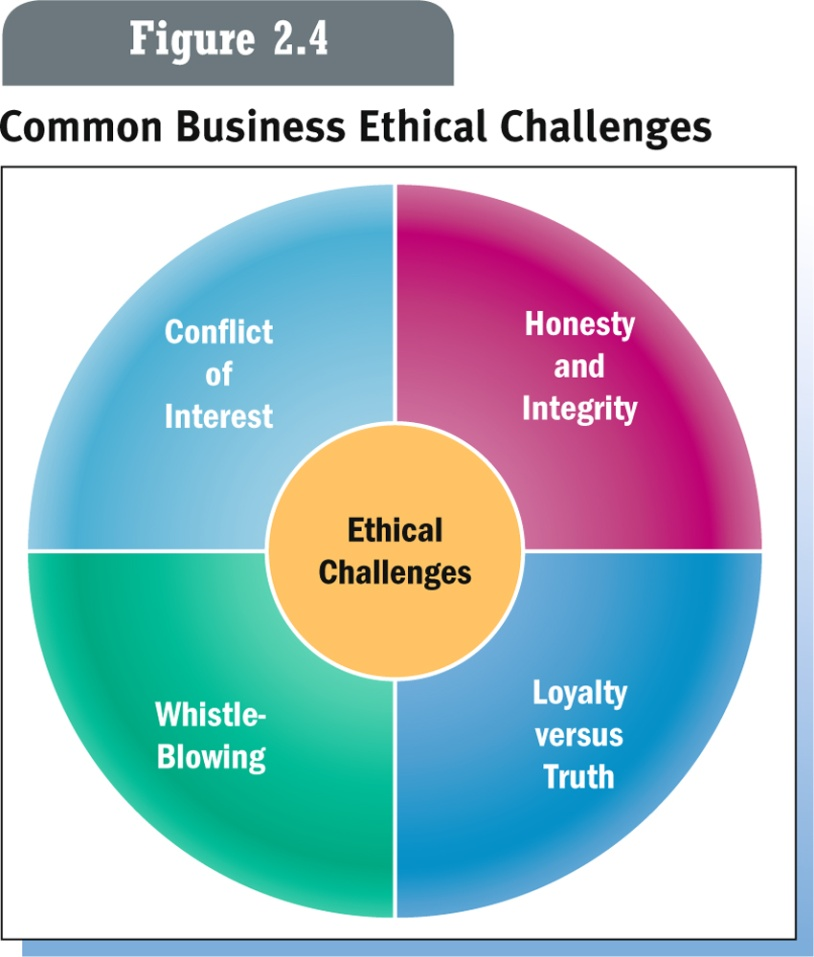 Figure 2.4
Common Business Ethical Challenges
Conflict
of
Interest
Honesty
and
Integrity
Ethical
Challenges
Whistle-
Blowing
Loyalty
versus
Truth